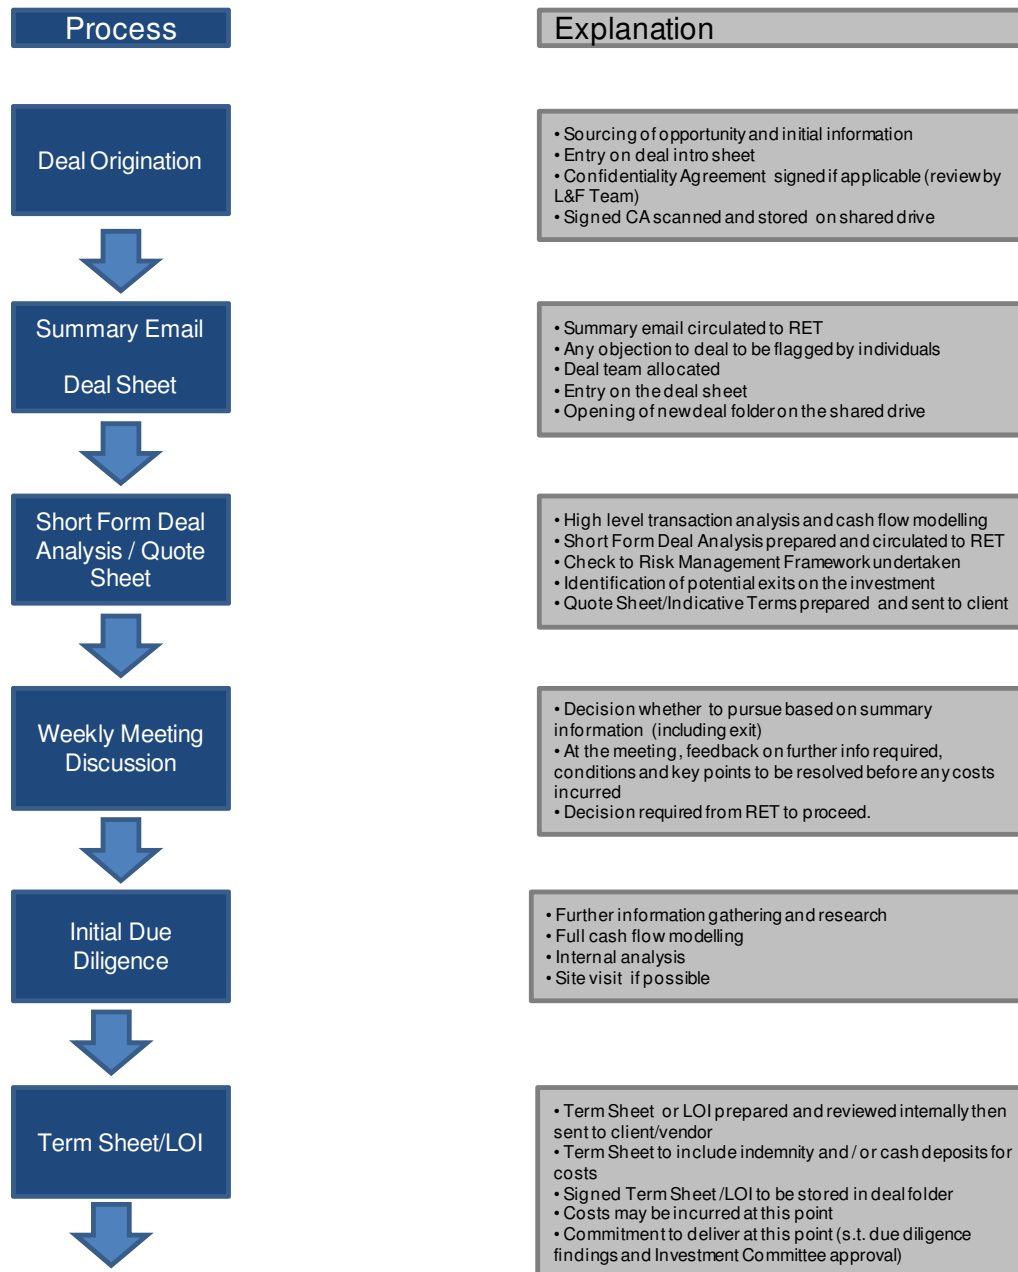 Process
Explanation
Deal Origination
• Sourcing of opportunity and initial information
• Entry on deal intro sheet
• Confidentiality Agreement signed if applicable (review by
L&F Team)
• Signed CA scanned and stored on shared drive
Summary Email
Deal Sheet
• Summary email circulated to RET
• Any objection to deal to be flagged by individuals
• Deal team allocated
• Entry on the deal sheet
• Opening of new deal folder on the shared drive
Short Form Deal
Analysis / Quote
Sheet
• High level transaction analysis and cash flow modelling
• Short Form Deal Analysis prepared and circulated to RET
• Check to Risk Management Framework undertaken
• Identification of potential exits on the investment
• Quote Sheet/Indicative Terms prepared and sent to client
Weekly Meeting
Discussion
• Decision whether to pursue based on summary
information (including exit)
• At the meeting, feedback on further info required,
conditions and key points to be resolved before any costs
incurred
• Decision required from RET to proceed.
Initial Due
Diligence
• Further information gathering and research
• Full cash flow modelling
• Internal analysis
• Site visit if possible
Term Sheet/LOI
• Term Sheet or LOI prepared and reviewed internally then
sent to client/vendor
• Term Sheet to include indemnity and / or cash deposits for
costs
• Signed Term Sheet /LOI to be stored in deal folder
• Costs may be incurred at this point
• Commitment to deliver at this point (s.t. due diligence
findings and Investment Committee approval)